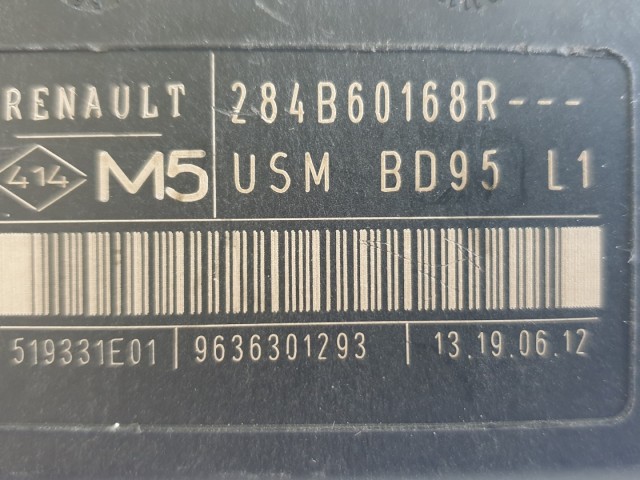 RENAULT 284B60168R---
414 M5 USM BD95 L1
519331E01 9636301293 13.19.06.12